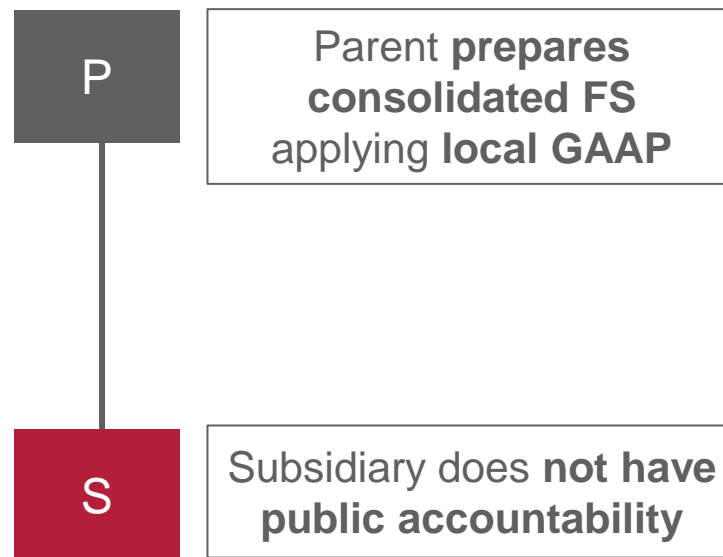 P
Parent prepares
consolidated FS
applying local GAAP
S
Subsidiary does not have
public accountability